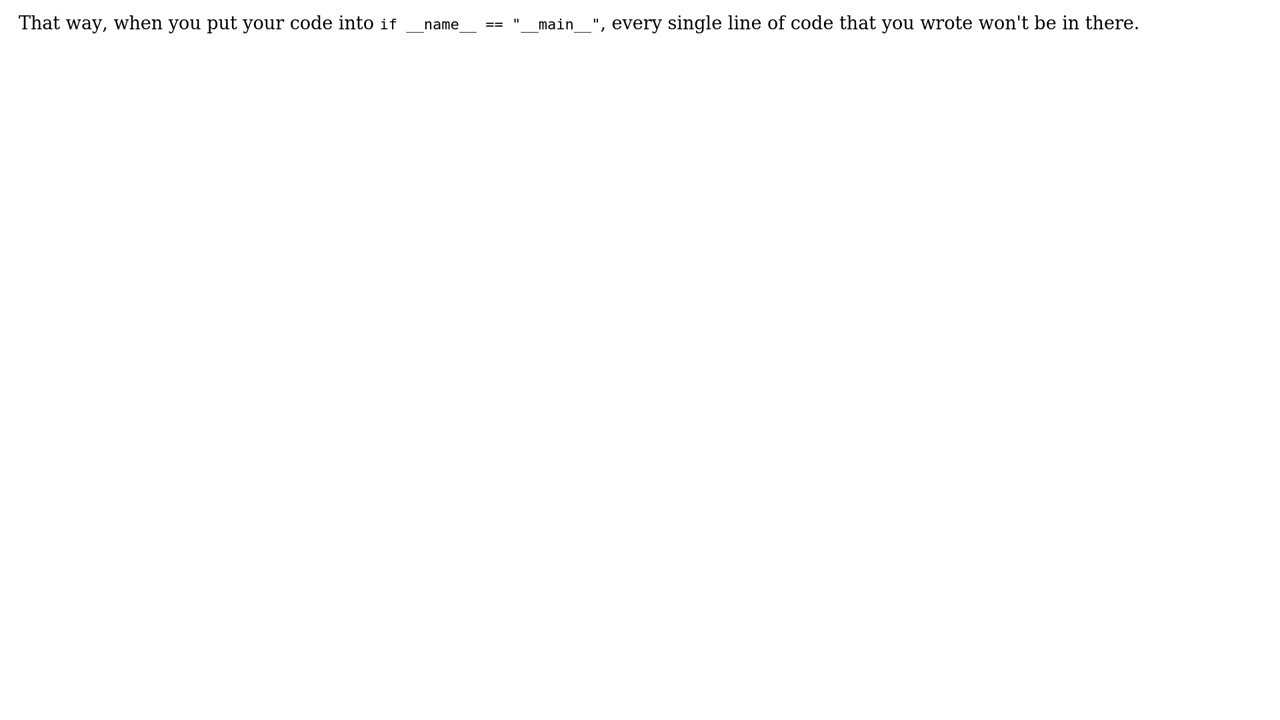 That way, when you put your code into if __name__ == "__main__", every single line of code that you wrote won't be in there.